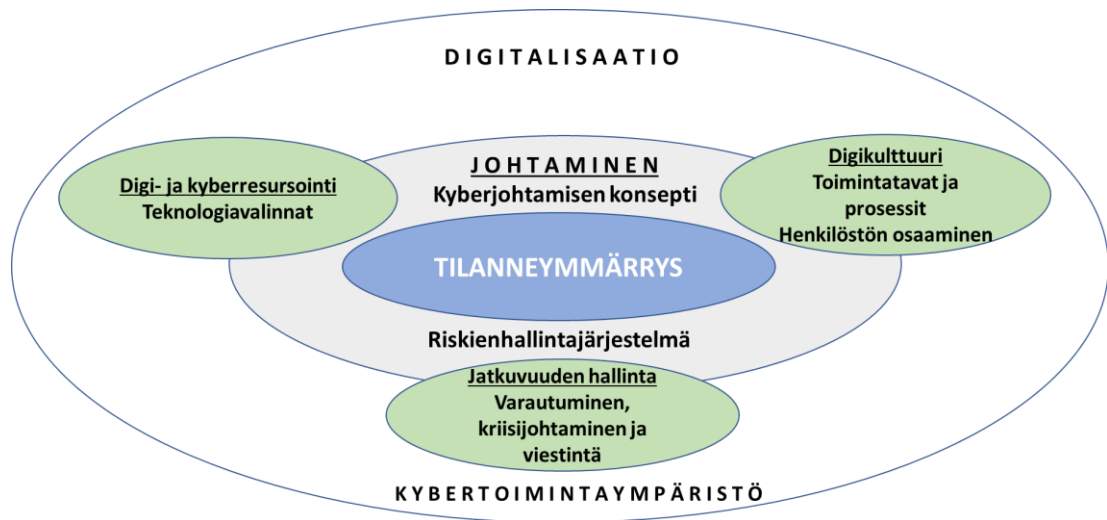 DIGITALISAATIO
Digi- ja kyberresursointi
Teknologiavalinnat
JOHTAMINEN
Kyberjohtamisen konsepti
Digikulttuuri
Toimintatavat ja
prosessit
Henkilöstön osaaminen
TILANNEYMMÄRRYS
Riskienhallintajärjestelmä
Jatkuvuuden hallinta
Varautuminen,
kriisijohtaminen ja
viestintä
KYBERTOIMINTAYMPÄRISTÖ